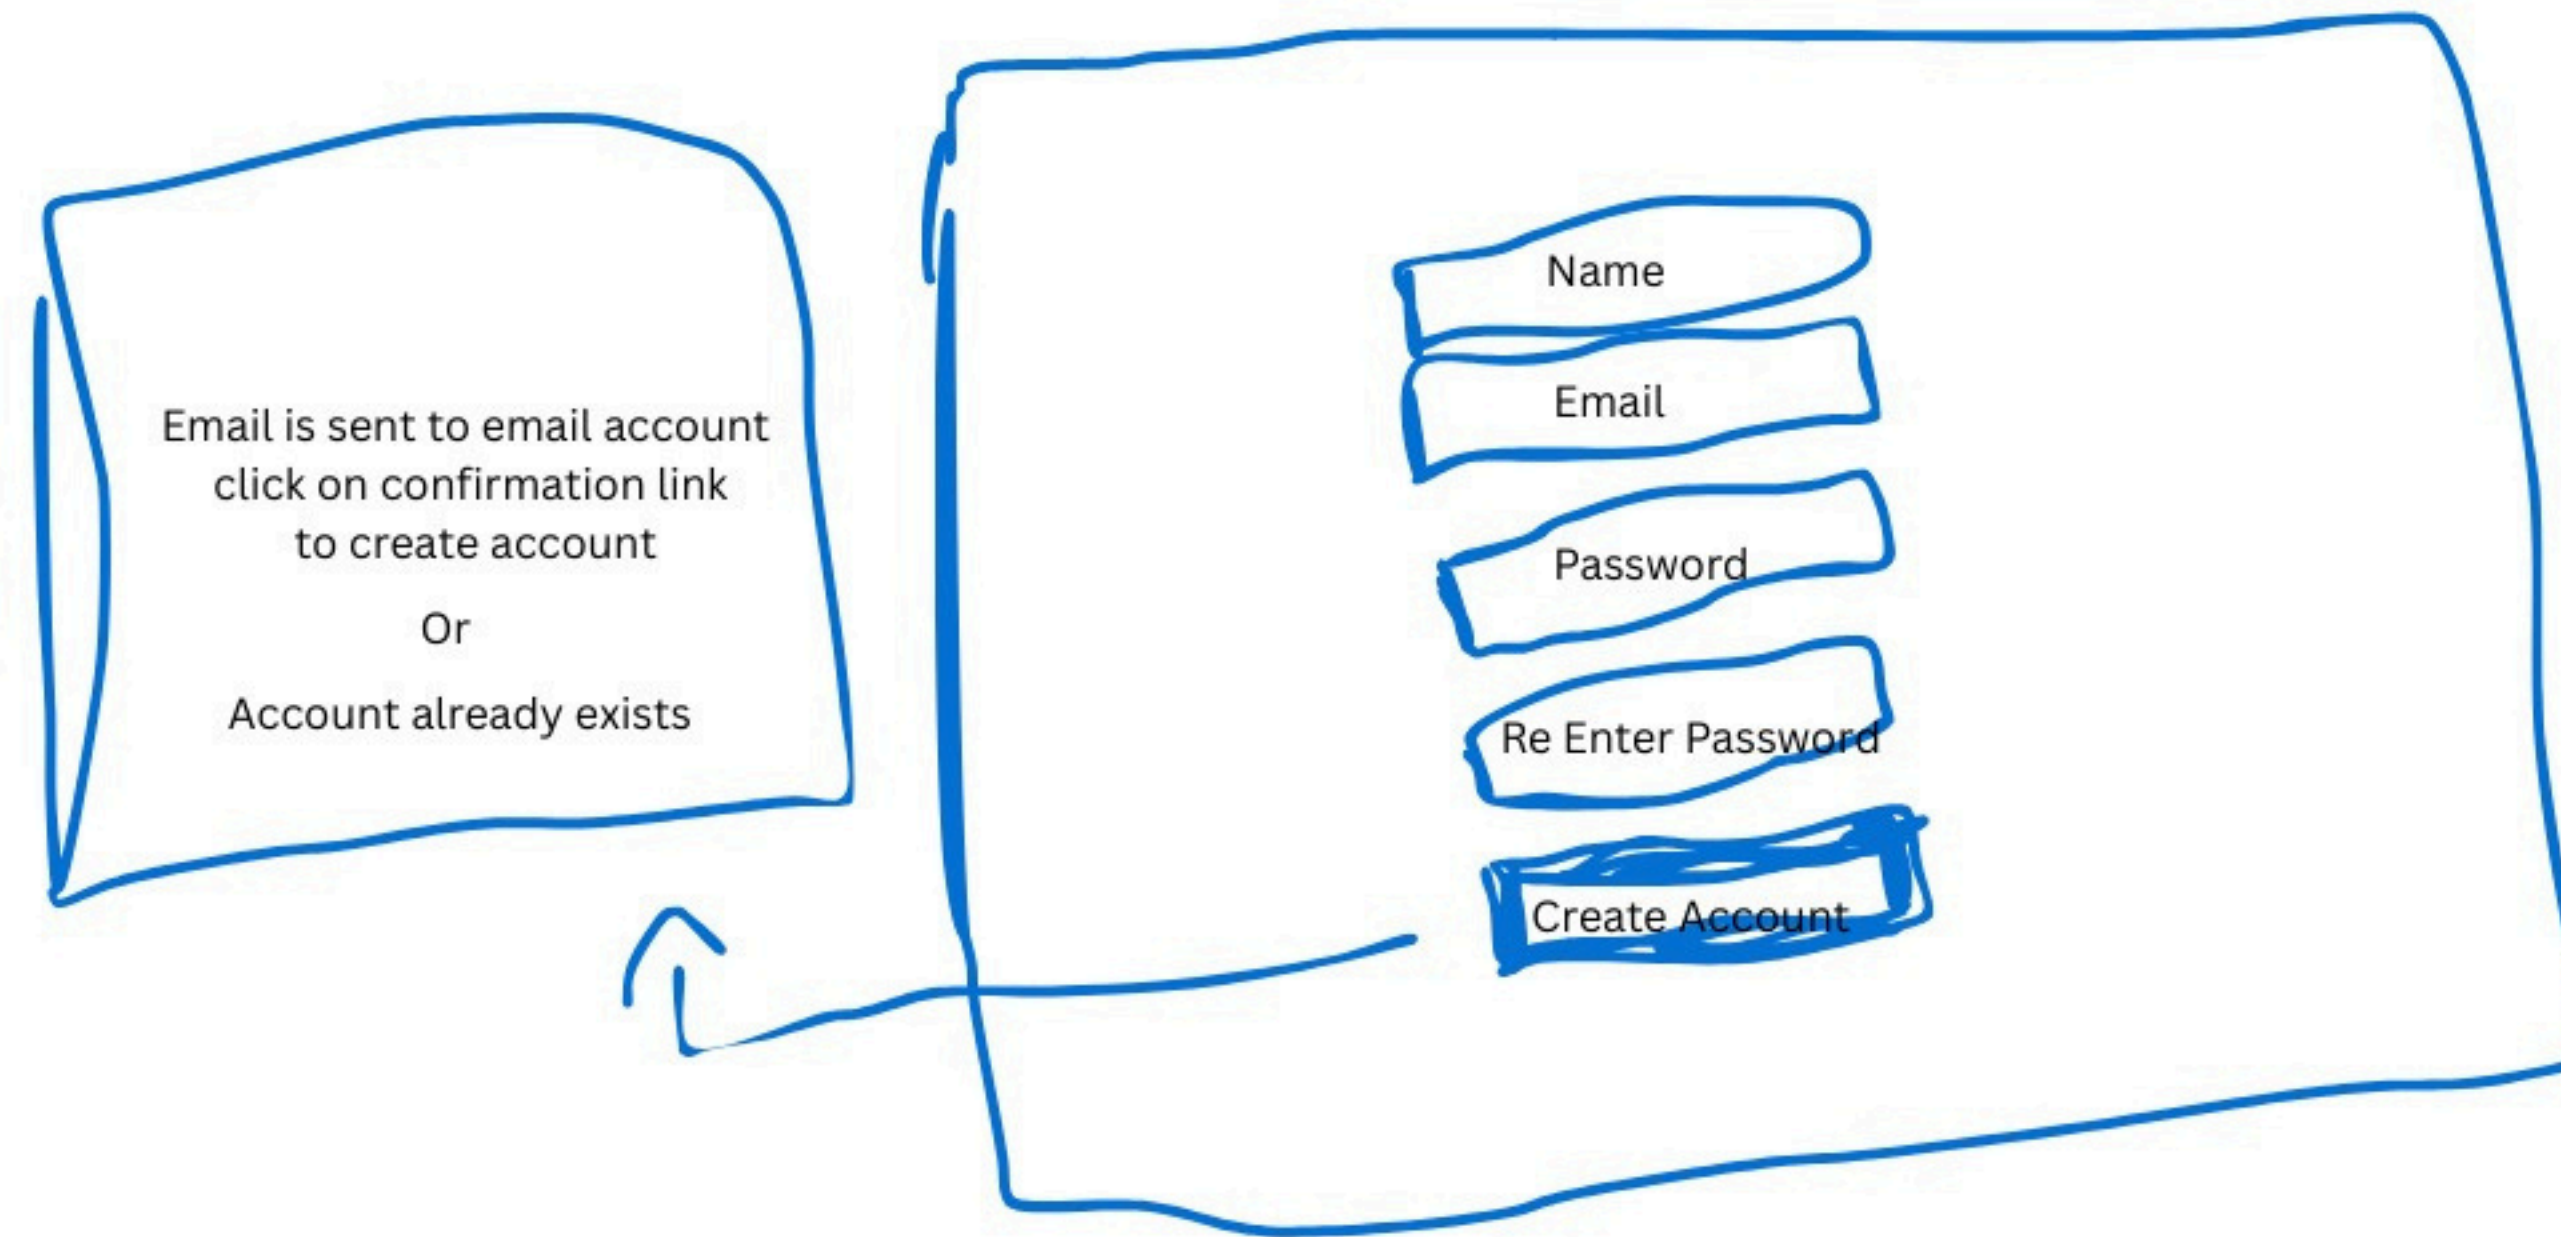 Email is sent to email account
click on confirmation link
to create account
Or
Account already exists
Name
Email
Password
Re Enter Password
Create Account